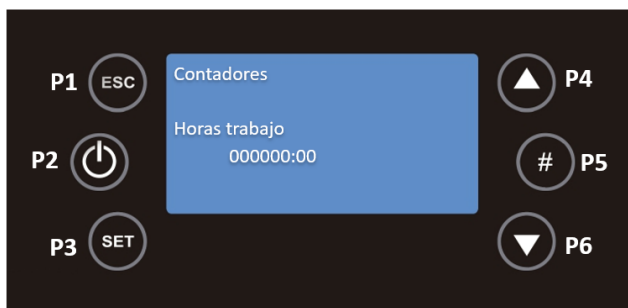 P1 ESC
Contadores
P4
Horas trabajo
000000:00
P2
# P5
P3 SET
P6